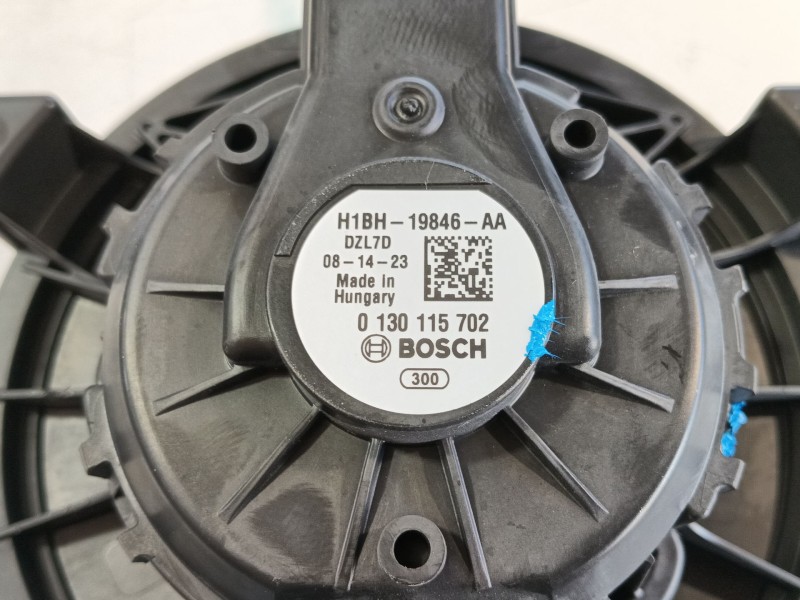 H1BH-19846-AA
DZL7D
08-14-23
Made in
Hungary
0 130 115 702
BOSCH
300